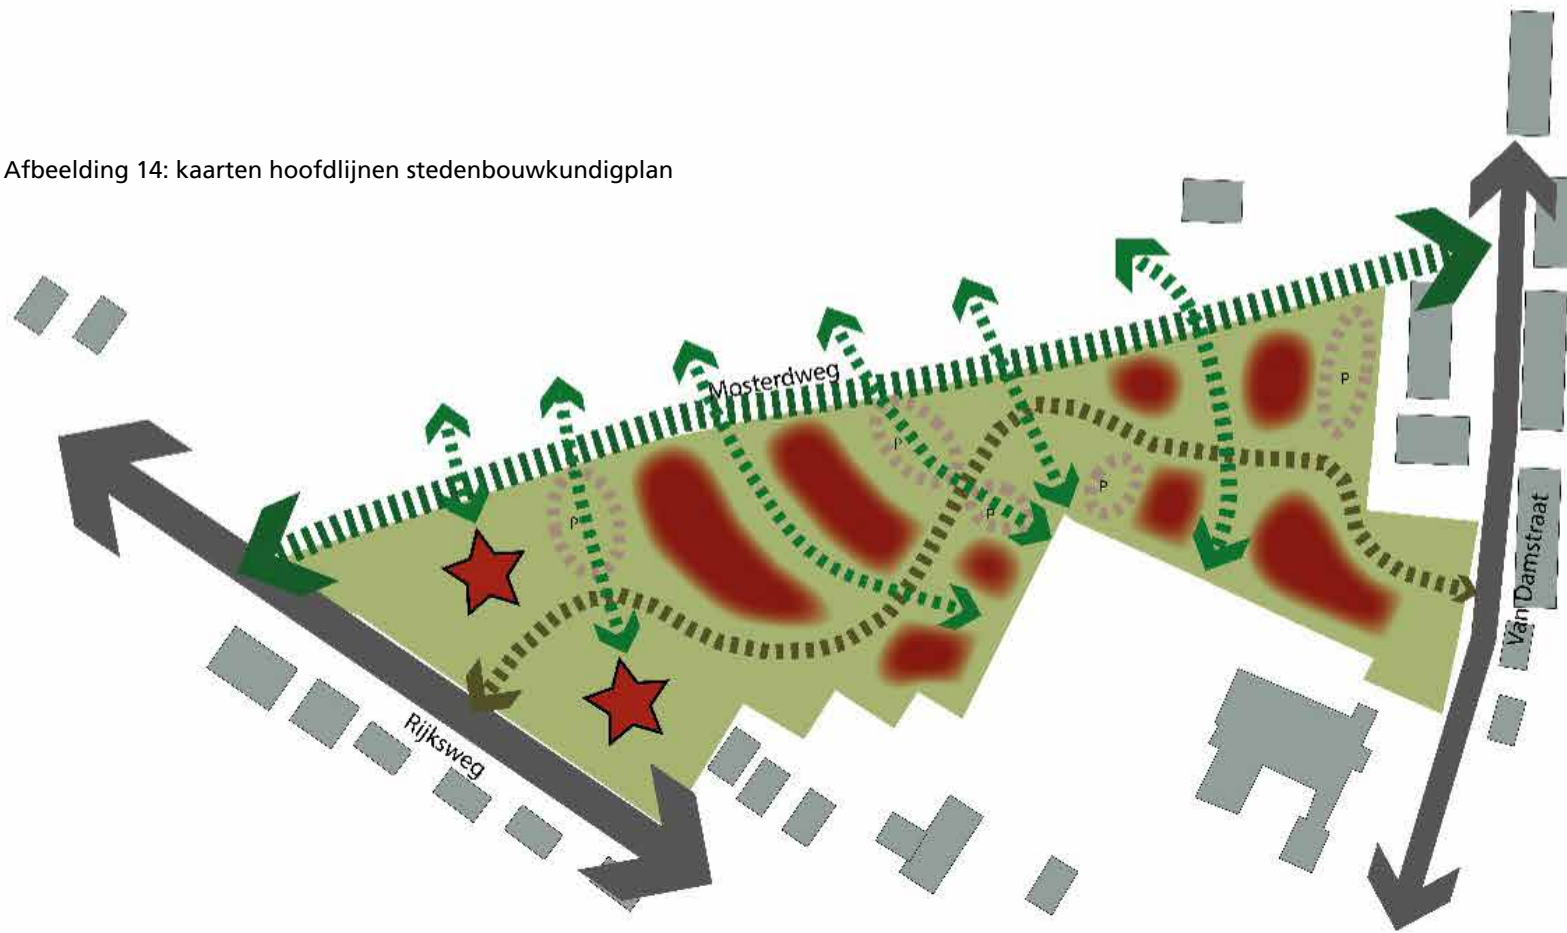 Afbeelding 14: kaarten hoofdlijnen stedenbouwkundigplan
Mosterdweg
P
P
P
P
P
Van Damstraat
Rijksweg